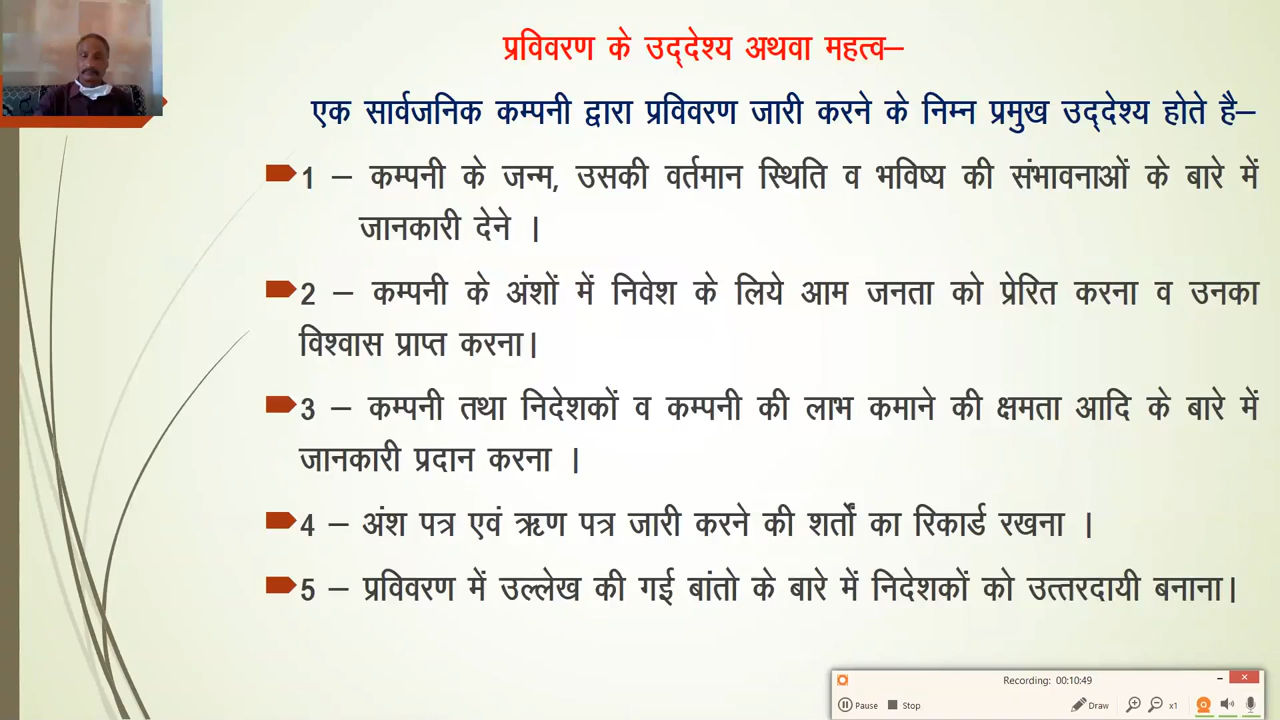 प्रविवरण के उद्देश्य अथवा महत्व–
एक सार्वजनिक कम्पनी द्वारा प्रविवरण जारी करने के निम्न प्रमुख उद्देश्य होते है–
1 – कम्पनी के जन्म, उसकी वर्तमान स्थिति व भविष्य की संभावनाओं के बारे में
जानकारी देने ।
2 – कम्पनी के अंशों में निवेश के लिये आम जनता को प्रेरित करना व उनका
विश्वास प्राप्त करना।
3 – कम्पनी तथा निदेशकों व कम्पनी की लाभ कमाने की क्षमता आदि के बारे में
जानकारी प्रदान करना ।
4 – अंश पत्र एवं ऋण पत्र जारी करने की शर्तों का रिकार्ड रखना ।
5 – प्रविवरण में उल्लेख की गई बांतो के बारे में निदेशकों को उत्तरदायी बनाना।
Recording: 00:10:49
Pause Stop Draw x1